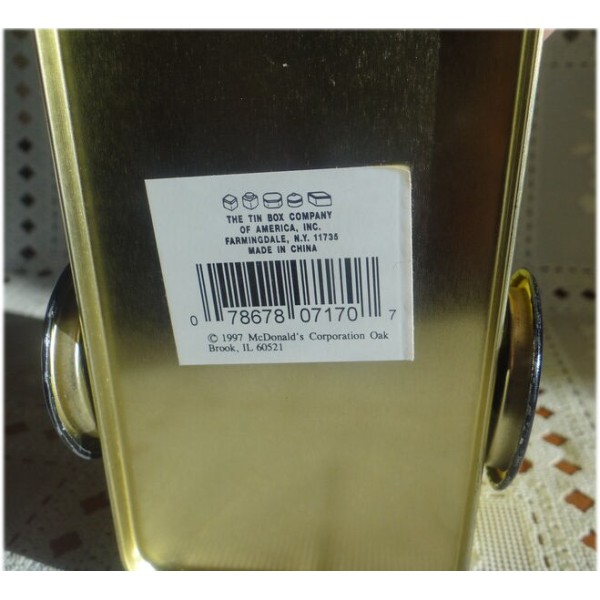 THE TIN BOX COMPANY
OF AMERICA, INC.
FARMINGDALE, N.Y. 11735
MADE IN CHINA
0 78678 07170 7
© 1997 McDonald's Corporation Oak
Brook, IL 60521